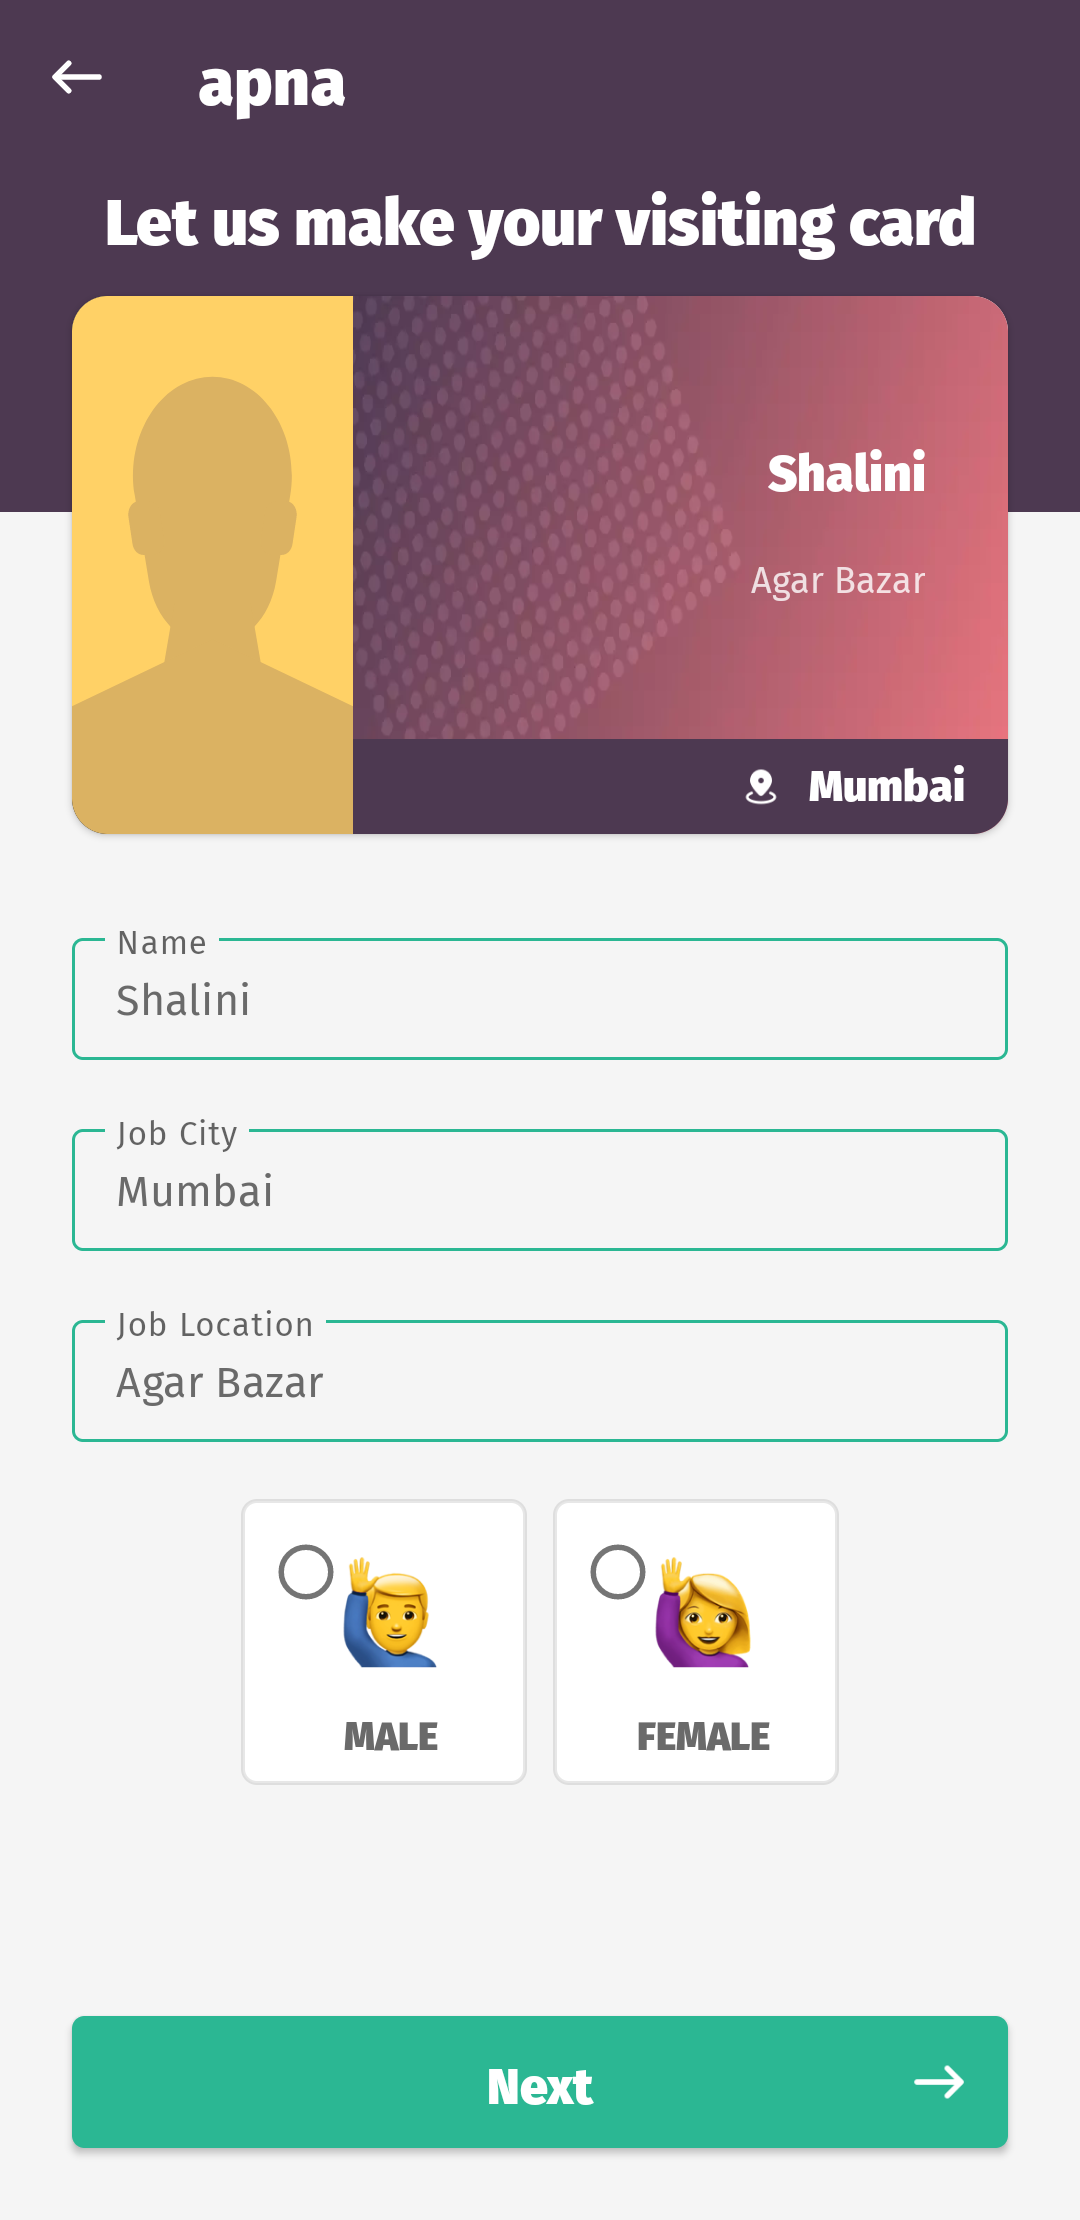 apna
Let us make your visiting card
Shalini
Agar Bazar
Mumbai
Name
Shalini
Job City
Mumbai
Job Location
Agar Bazar
MALE
FEMALE
Next